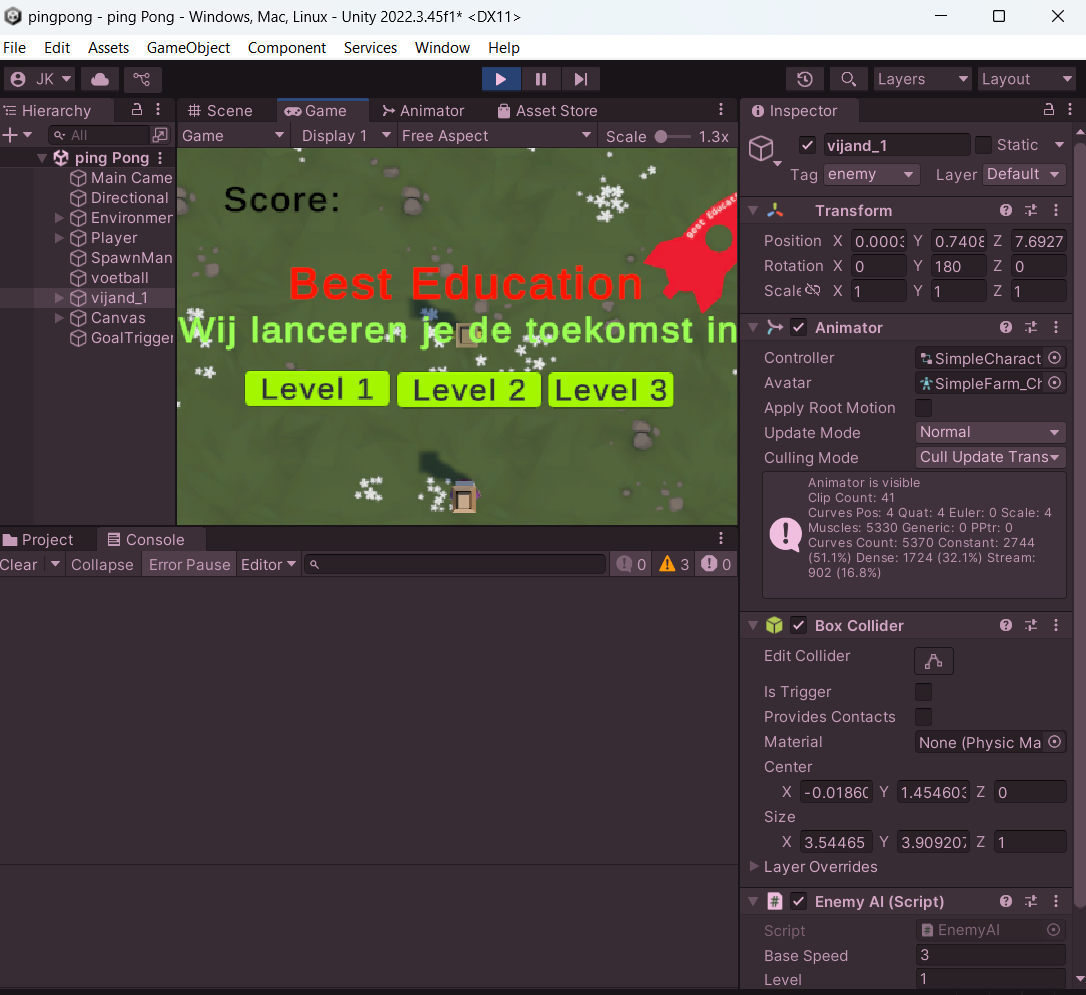 pingpong - ping Pong - Windows, Mac, Linux - Unity 2022.3.45f1* <DX11>
File Edit Assets GameObject Component Services Window Help
JK Layers Layout
Hierarchy
All
ping Pong
Main Came
Directional
Environmer
Player
SpawnMan
voetball
vijand_1
Canvas
GoalTrigger
Scene Game Animator Asset Store
Game Display 1 Free Aspect Scale 1.3x
Score:
Best Educat
Best Education
Wij lanceren je de toekomst in
Level 1 Level 2 Level 3
Project Console
Clear Collapse Error Pause Editor 0 3 0
Inspector
vijand_1 Static
Tag enemy Layer Default
Transform
Position X 0.0003 Y 0.7408 Z 7.6927
Rotation X 0 Y 180 Z 0
Scale X 1 Y 1 Z 1
Animator
Controller SimpleCharact
Avatar SimpleFarm_Ch
Apply Root Motion
Update Mode Normal
Culling Mode Cull Update Trans
Animator is visible
Clip Count: 41
Curves Pos: 4 Quat: 4 Euler: 0 Scale: 4
Muscles: 5330 Generic: 0 PPtr: 0
Curves Count: 5370 Constant: 2744
(51.1%) Dense: 1724 (32.1%) Stream:
902 (16.8%)
Box Collider
Edit Collider
Is Trigger
Provides Contacts
Material None (Physic Ma
Center
X -0.01860 Y 1.454603 Z 0
Size
X 3.54465 Y 3.909207 Z 1
Layer Overrides
# Enemy AI (Script)
Script # EnemyAI
Base Speed 3
Level 1